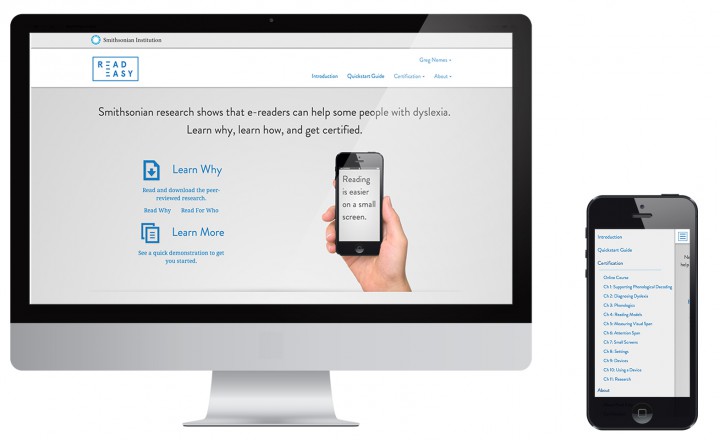 Smithsonian Institution
READ
EASY
Greg Nemes
Introduction Quickstart Guide Certification About
Smithsonian research shows that e-readers can help some people with dyslexia.
Learn why, learn how, and get certified.
Learn Why
Read and download the peer-
reviewed research.
Read Why Read For Who
Learn More
See a quick demonstration to get
you started.
Reading
is easier
on a small
screen.
Introduction
Quickstart Guide
Certification
Online Course
Ch 1: Supporting Phonological Decoding
Ch 2: Diagnosing Dyslexia
Ch 3: Phonologics
Ch 4: Reading Models
Ch 5: Measuring Visual Span
Ch 6: Attention Span
Ch 7: Small Screens
Ch 8: Settings
Ch 9: Devices
Ch 10: Using a Device
Ch 11: Research
About
help